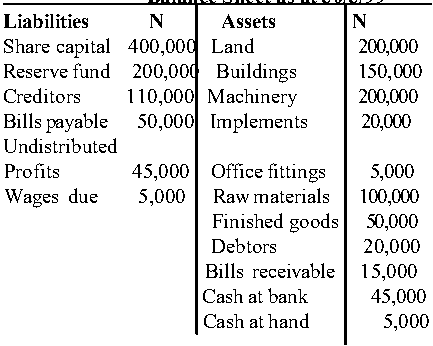 Liabilities N Assets N
Share capital 400,000 Land 200,000
Reserve fund 200,000 Buildings 150,000
Creditors 110,000 Machinery 200,000
Bills payable 50,000 Implements 20,000
Undistributed
Profits 45,000 Office fittings 5,000
Wages due 5,000 Raw materials 100,000
Finished goods 50,000
Debtors 20,000
Bills receivable 15,000
Cash at bank 45,000
Cash at hand 5,000